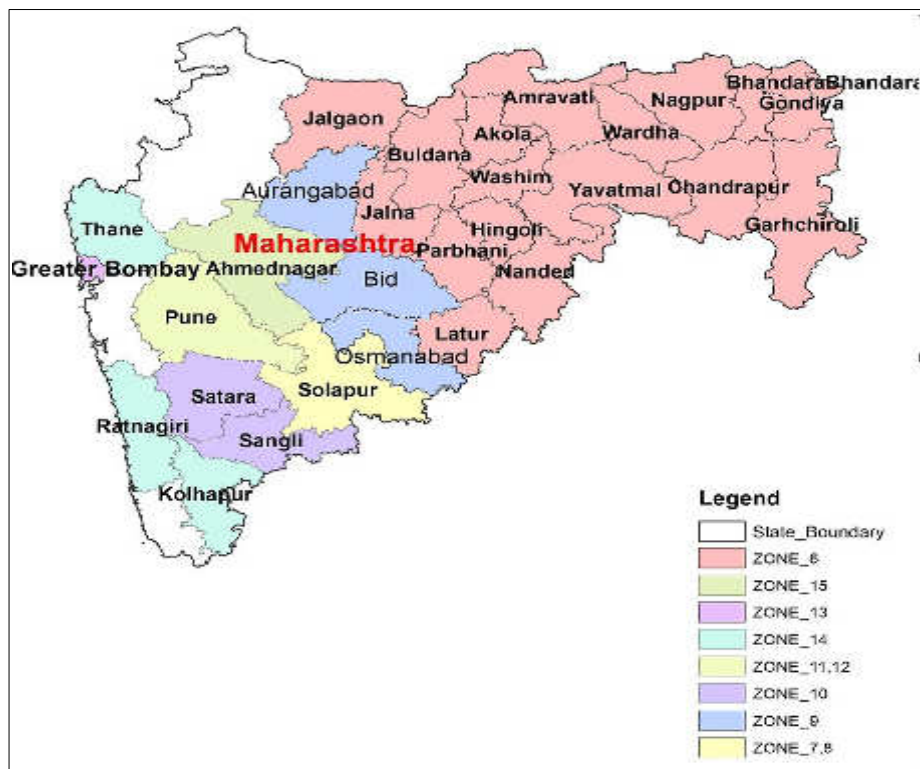 Bhandara Bhandara
Amravati Nagpur Gondiya
Jalgaon
Akola Wardha
Buldana
Washim
Aurangabad Yavatmal Chandrapur
Jalna
Thane Hingoli Garhchiroli
Maharashtra Parbhani
Greater Bombay Ahmednagar Nanded
Bid
Pune
Latur
Osmanabad
Solapur
Satara
Ratnagiri
Sangli
Kolhapur
Legend
State_Boundary
ZONE_6
ZONE_15
ZONE_13
ZONE_14
ZONE_11,12
ZONE_10
ZONE_9
ZONE_7,8